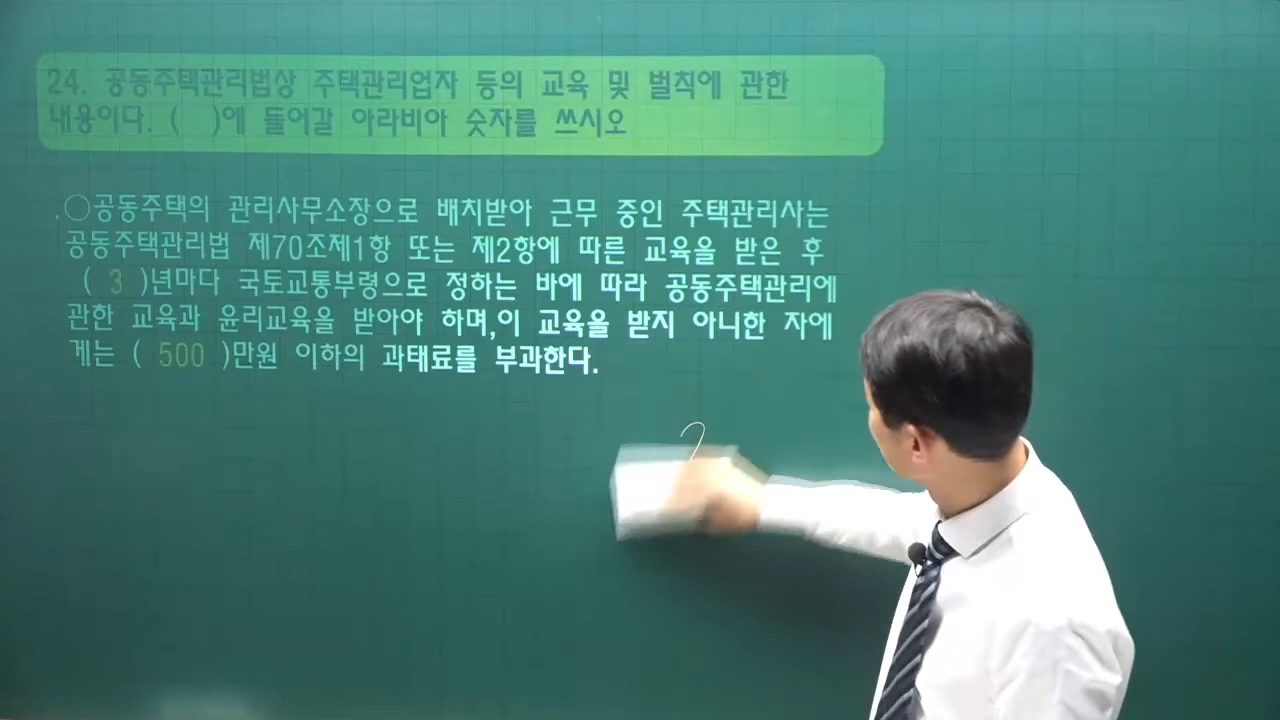 24. 공동주택관리법상 주택관리업자 등의 교육 및 벌칙에 관한
내용이다. (  )에 들어갈 아라비아 숫자를 쓰시오
○공동주택의 관리사무소장으로 배치받아 근무 중인 주택관리사는
공동주택관리법 제70조제1항 또는 제2항에 따른 교육을 받은 후
( 3 )년마다 국토교통부령으로 정하는 바에 따라 공동주택관리에
관한 교육과 윤리교육을 받아야 하며,이 교육을 받지 아니한 자에
게는 ( 500 )만원 이하의 과태료를 부과한다.